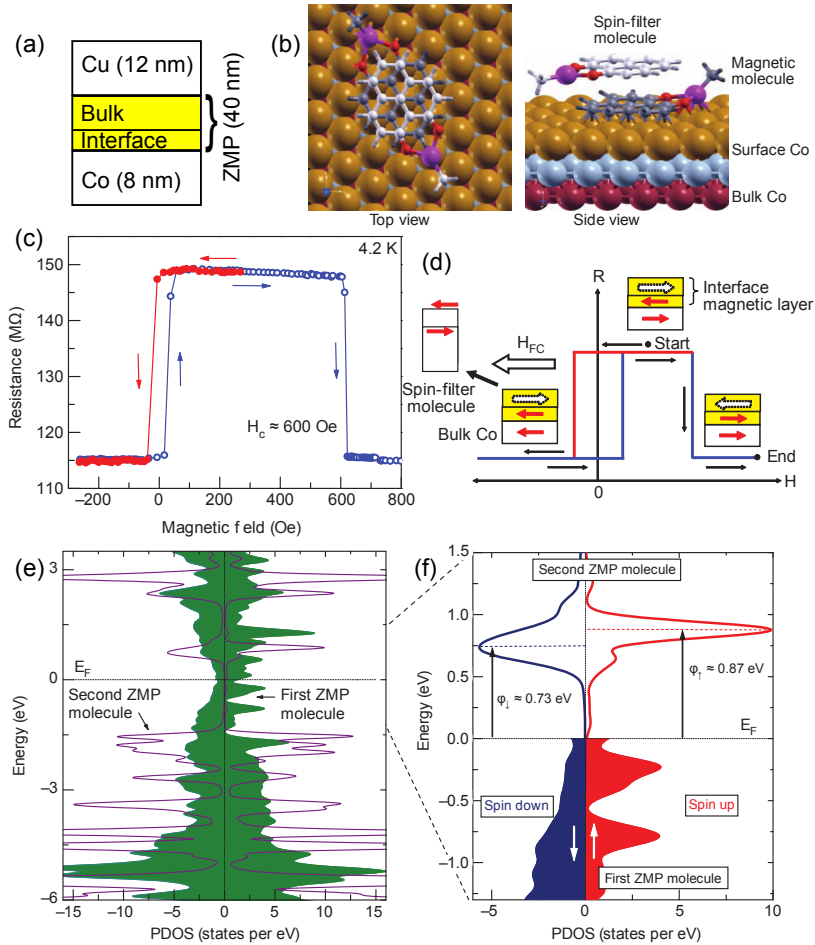 (a)
Cu (12 nm)
Bulk
Interface
Co (8 nm)
ZMP (40 nm)
(b)
Top view
Spin-filter
molecule
Magnetic
molecule
Surface Co
Bulk Co
Side view
(c)
4.2 K
Resistance (MΩ)
150
140
130
120
110
H꜀ ≈ 600 Oe
–200 0 200 400 600 800
Magnetic f eld (Oe)
(d)
R
Interface
magnetic layer
Start
H_FC
Spin-filter
molecule
Bulk Co
End
0
H
(e)
Energy (eV)
3
0
–3
–6
E_F
Second ZMP
molecule
First ZMP
molecule
–15 –10 –5 0 5 10 15
PDOS (states per eV)
(f)
Energy (eV)
1.5
1.0
0.5
0.0
–0.5
–1.0
Second ZMP molecule
φ↓ ≈ 0.73 eV
φ↑ ≈ 0.87 eV
E_F
Spin down
Spin up
First ZMP molecule
–5 0 5 10
PDOS (states per eV)